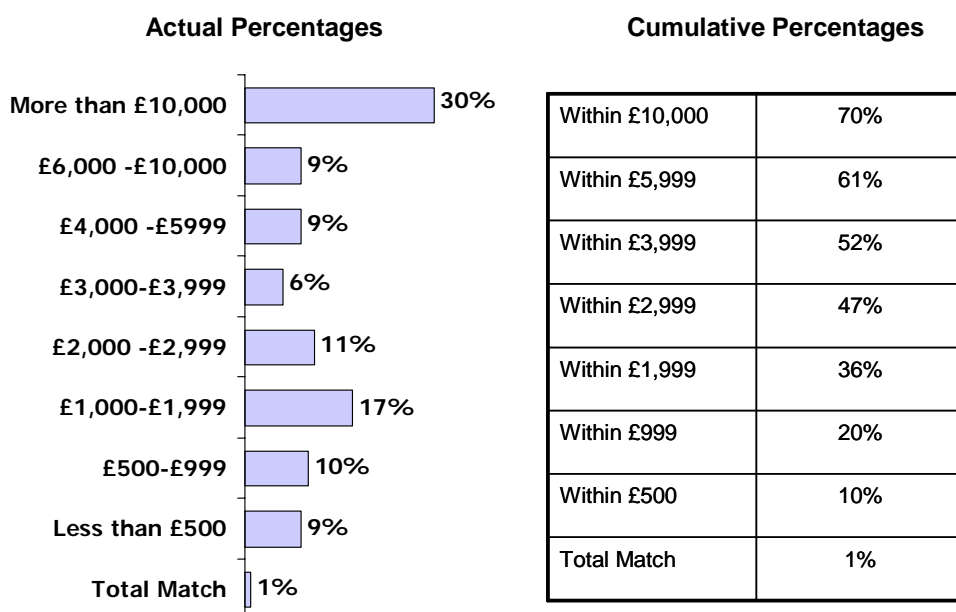 Actual Percentages
More than £10,000 30%
£6,000 -£10,000 9%
£4,000 -£5999 9%
£3,000-£3,999 6%
£2,000 -£2,999 11%
£1,000-£1,999 17%
£500-£999 10%
Less than £500 9%
Total Match 1%
Cumulative Percentages
Within £10,000 70%
Within £5,999 61%
Within £3,999 52%
Within £2,999 47%
Within £1,999 36%
Within £999 20%
Within £500 10%
Total Match 1%